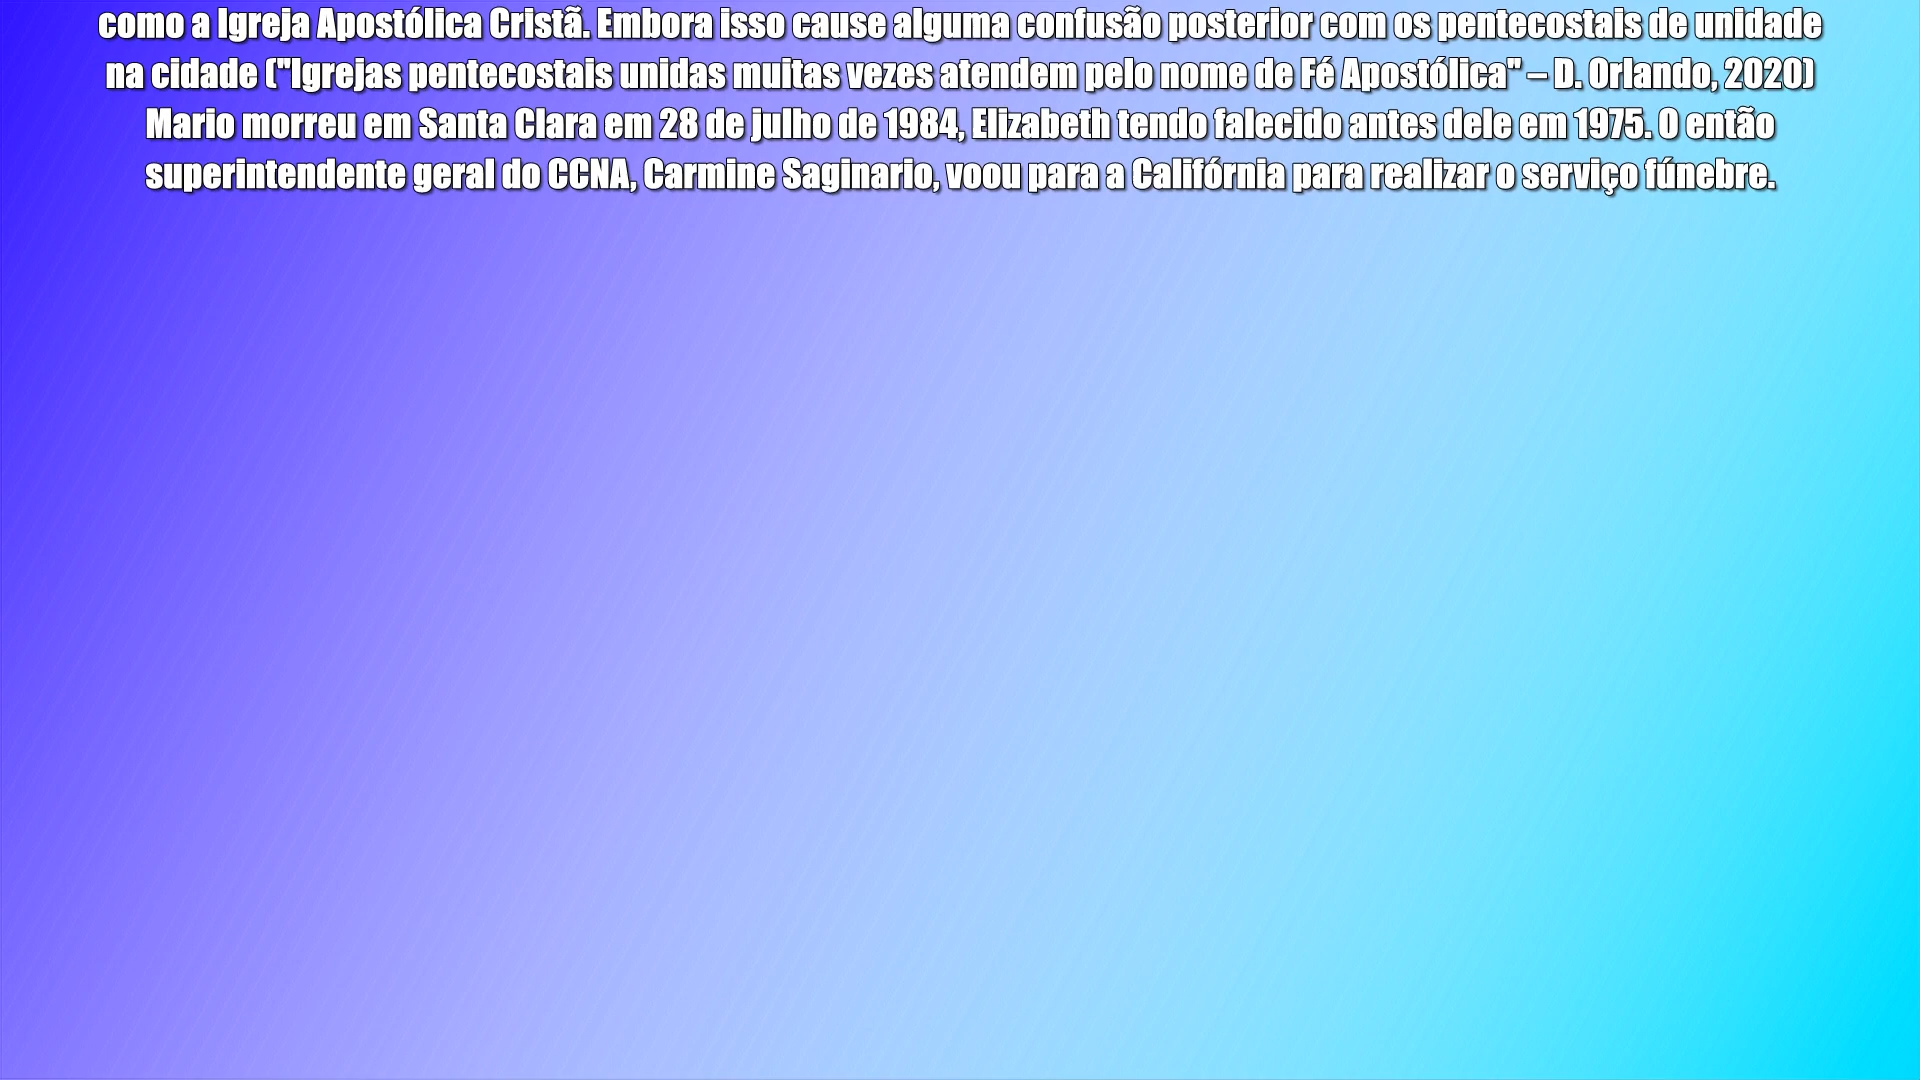 como a Igreja Apostólica Cristã. Embora isso cause alguma confusão posterior com os pentecostais de unidade
na cidade ("Igrejas pentecostais unidas muitas vezes atendem pelo nome de Fé Apostólica" – D. Orlando, 2020)
Mario morreu em Santa Clara em 28 de julho de 1984, Elizabeth tendo falecido antes dele em 1975. O então
superintendente geral do CCNA, Carmine Saginario, voou para a Califórnia para realizar o serviço fúnebre.